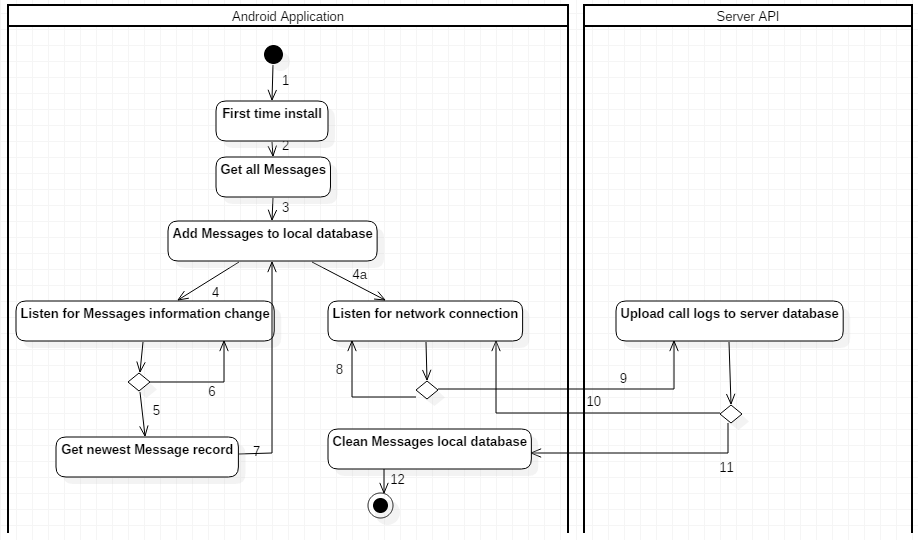 Android Application
Server API
1
First time install
2
Get all Messages
3
Add Messages to local database
4
4a
Listen for Messages information change
Listen for network connection
Upload call logs to server database
8
9
6
10
5
Get newest Message record
7
Clean Messages local database
11
12